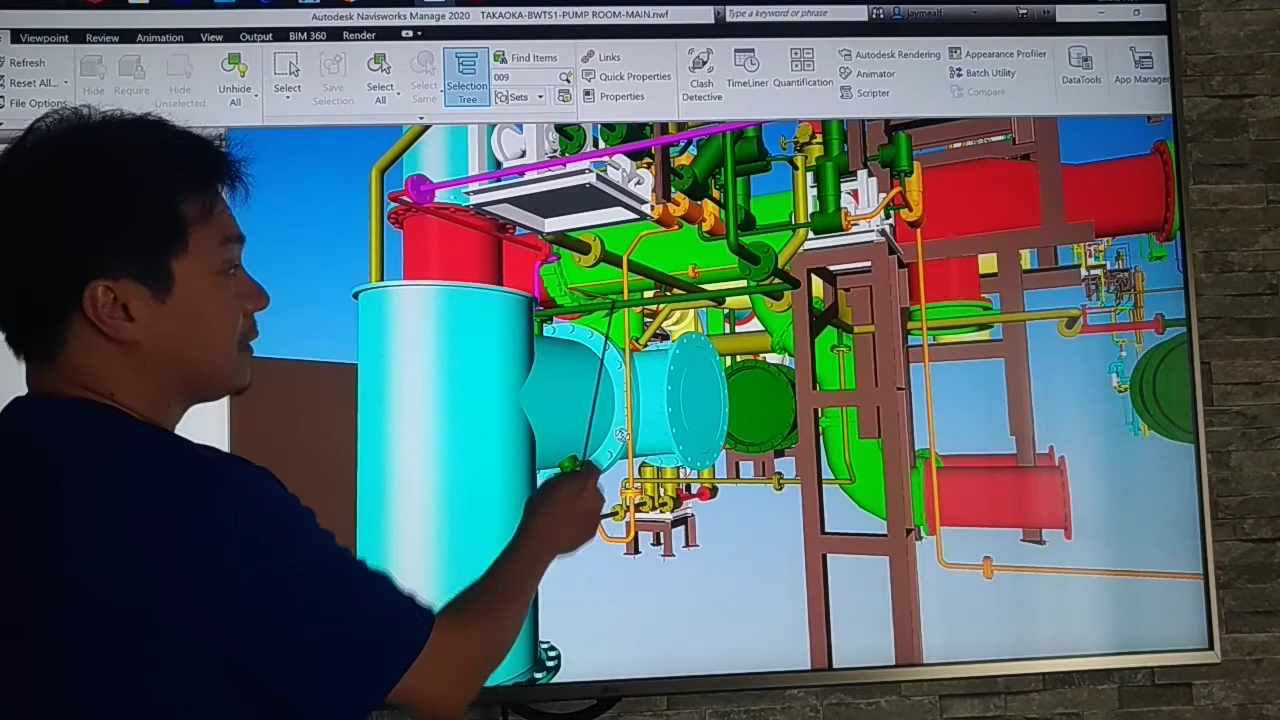 Autodesk Navisworks Manage 2020 TAKAOKA-BWTS1-PUMP ROOM-MAIN.nwf
Type a keyword or phrase
jaymealf
Viewpoint Review Animation View Output BIM 360 Render
Refresh
Reset All...
File Options
Hide
Require
Hide Unselected
Unhide All
Select
Save Selection
Select All
Select Same
Selection Tree
Find Items
009
Sets
Links
Quick Properties
Properties
Clash Detective
TimeLiner
Quantification
Autodesk Rendering
Animator
Scripter
Appearance Profiler
Batch Utility
Compare
DataTools
App Manager
LG